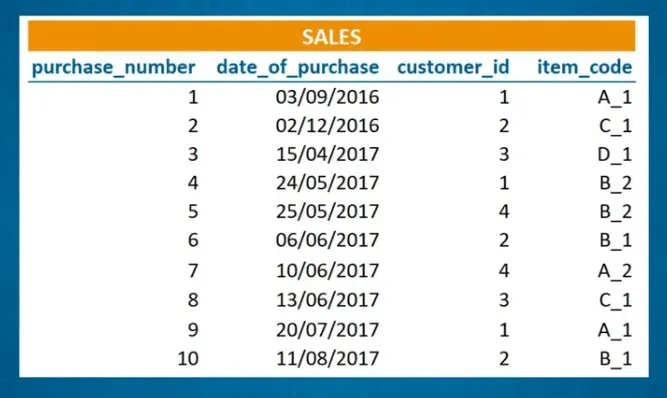 SALES
purchase_number date_of_purchase customer_id item_code
1 03/09/2016 1 A_1
2 02/12/2016 2 C_1
3 15/04/2017 3 D_1
4 24/05/2017 1 B_2
5 25/05/2017 4 B_2
6 06/06/2017 2 B_1
7 10/06/2017 4 A_2
8 13/06/2017 3 C_1
9 20/07/2017 1 A_1
10 11/08/2017 2 B_1